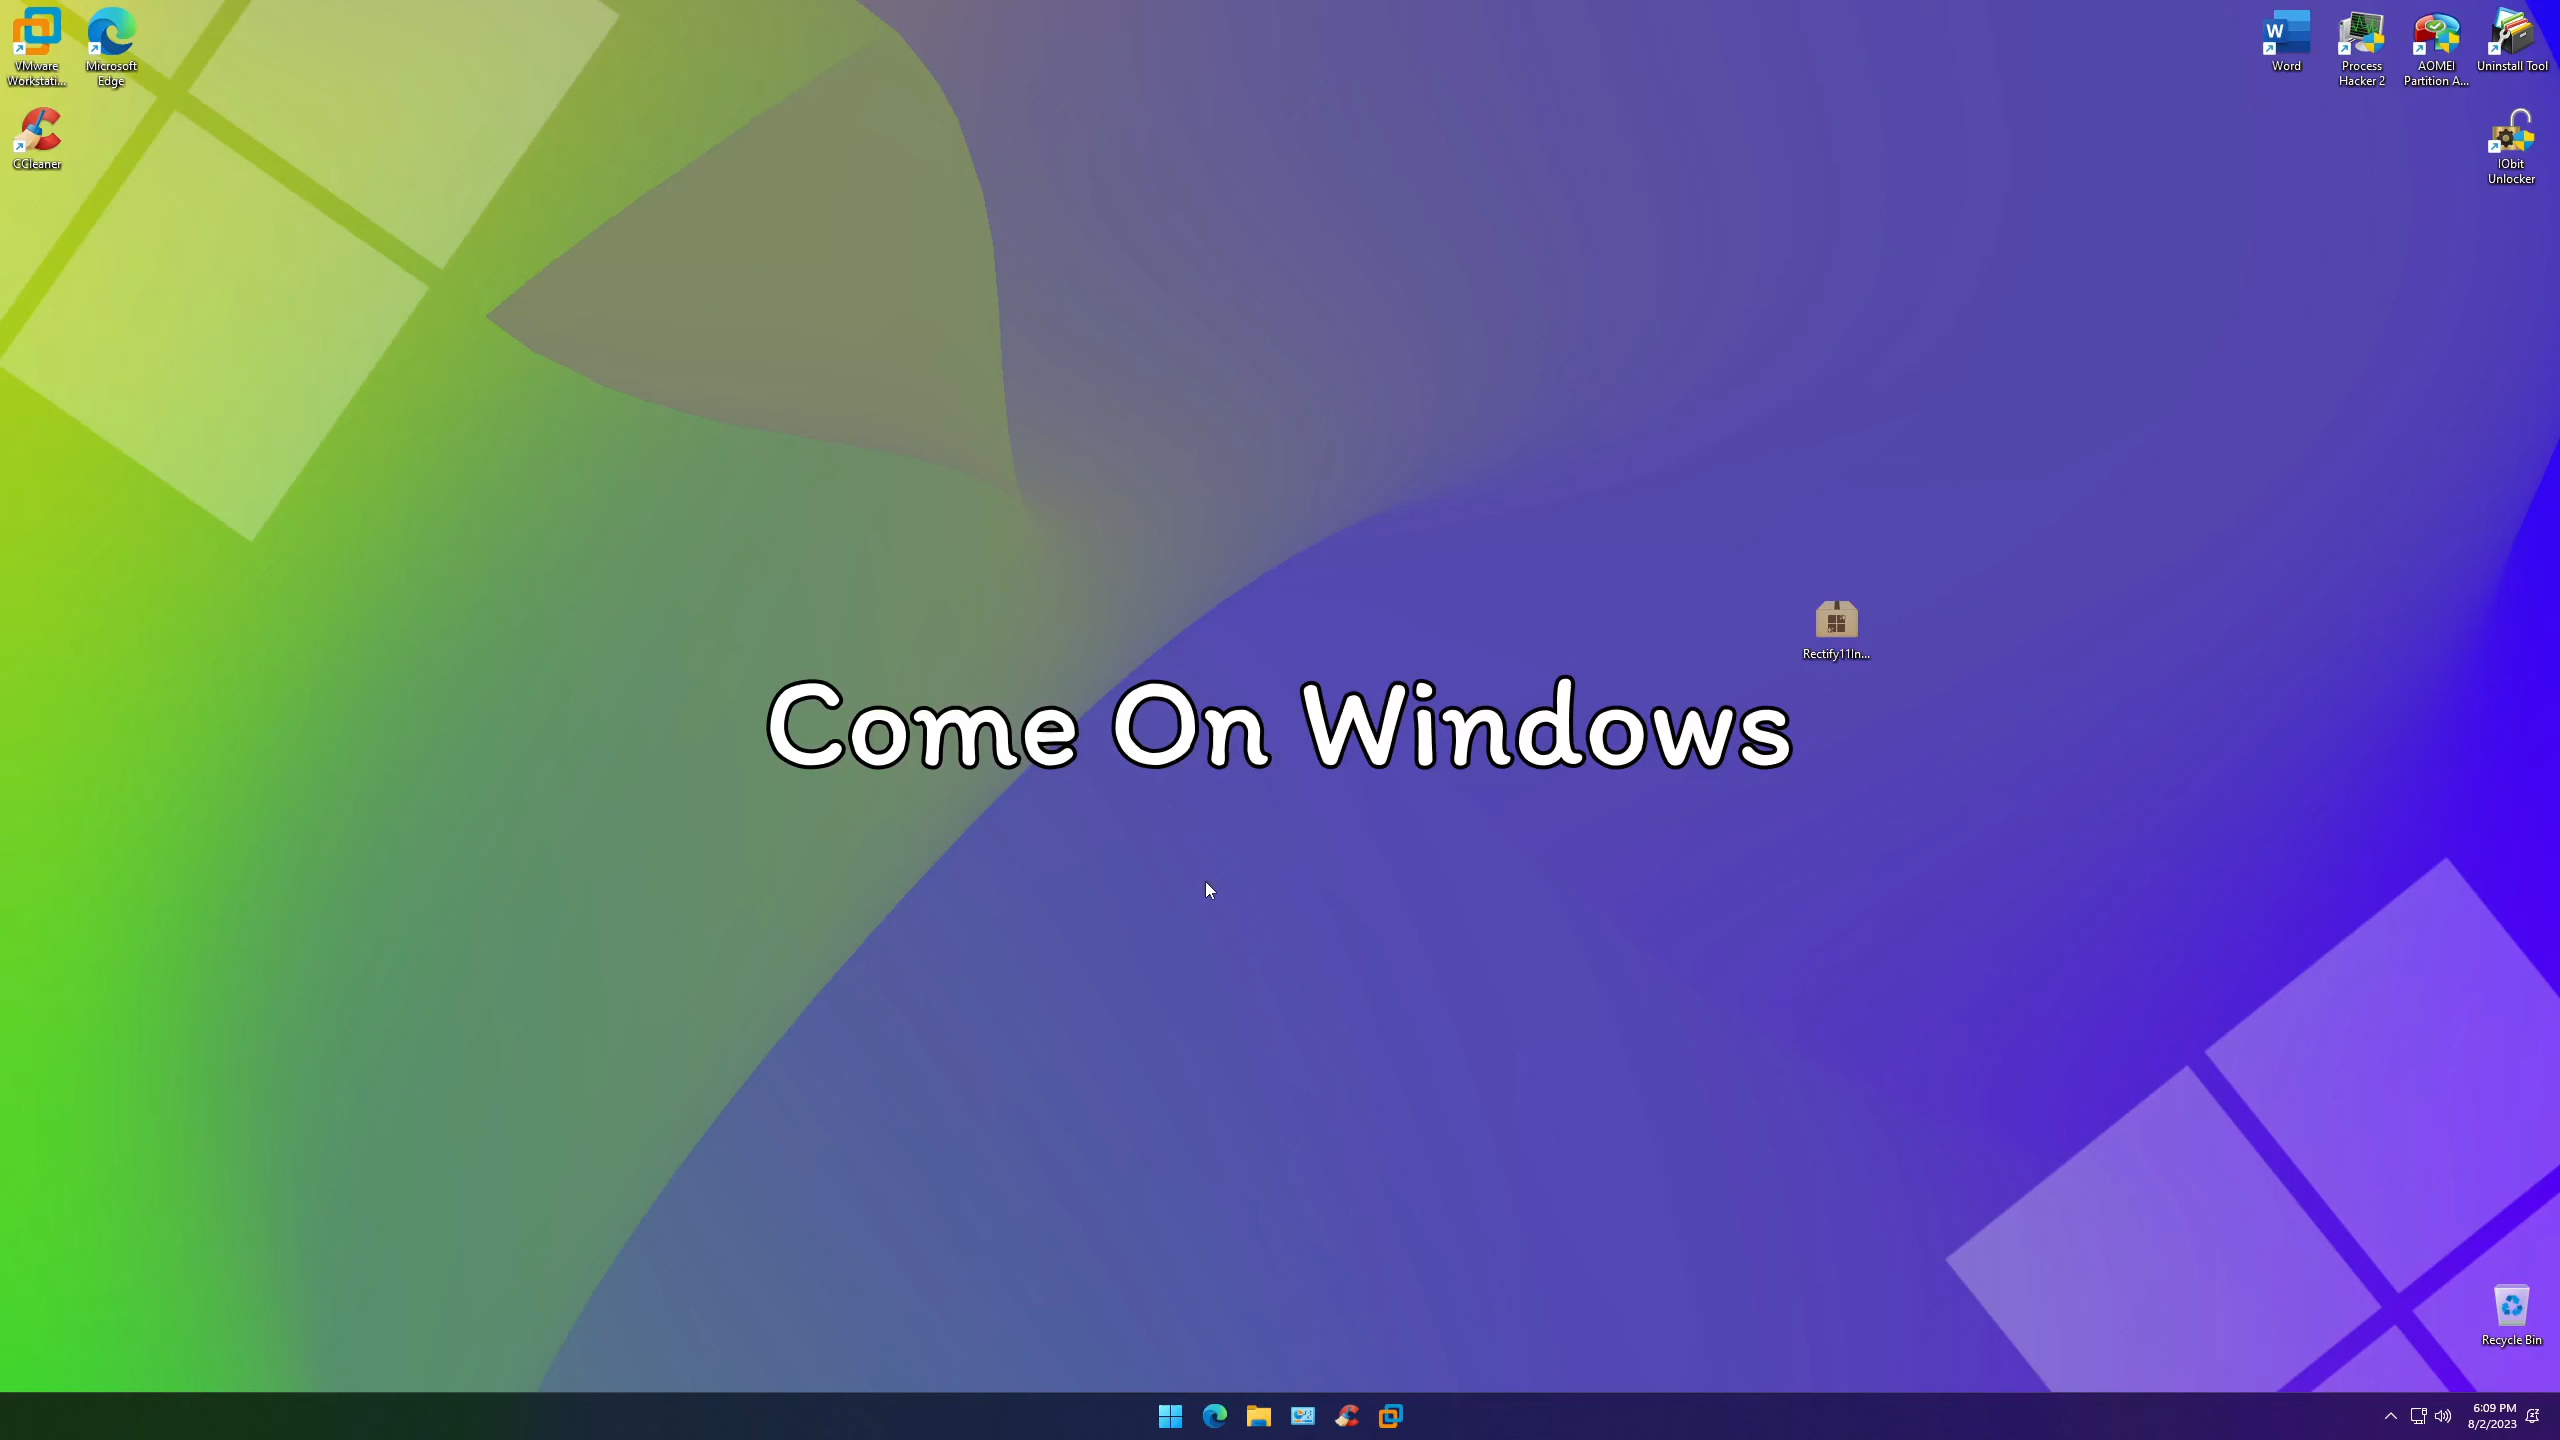 VMware
Workstati...
Microsoft
Edge
CCleaner
Word
Process
Hacker 2
AOMEI
Partition A...
Uninstall Tool
IObit
Unlocker
Rectify11In...
Come On Windows
Recycle Bin
6:09 PM
8/2/2023